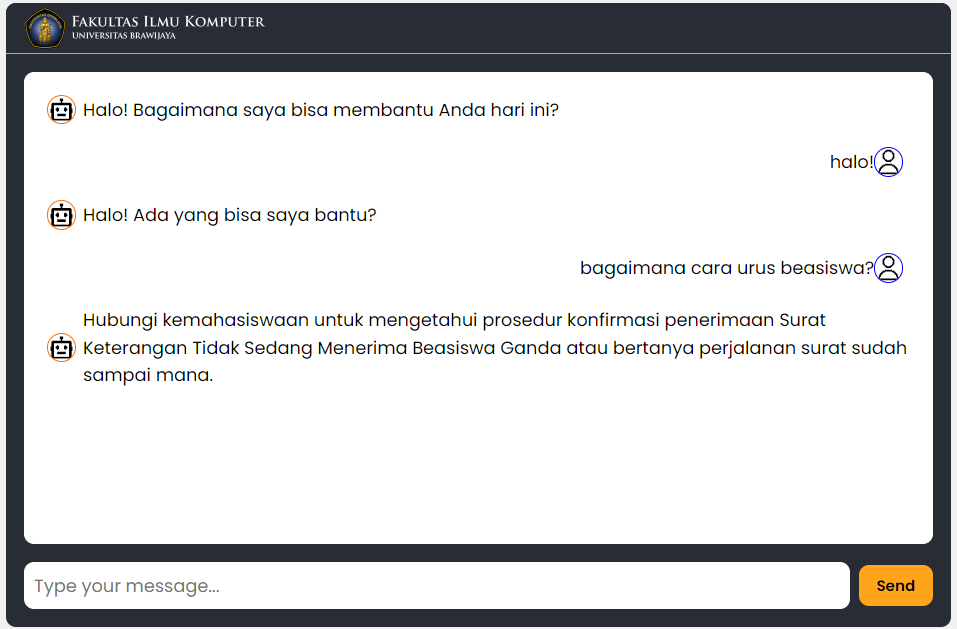 Fakultas Ilmu Komputer
UNIVERSITAS BRAWIJAYA
Halo! Bagaimana saya bisa membantu Anda hari ini?
halo!
Halo! Ada yang bisa saya bantu?
bagaimana cara urus beasiswa?
Hubungi kemahasiswaan untuk mengetahui prosedur konfirmasi penerimaan Surat
Keterangan Tidak Sedang Menerima Beasiswa Ganda atau bertanya perjalanan surat sudah
sampai mana.
Type your message...
Send